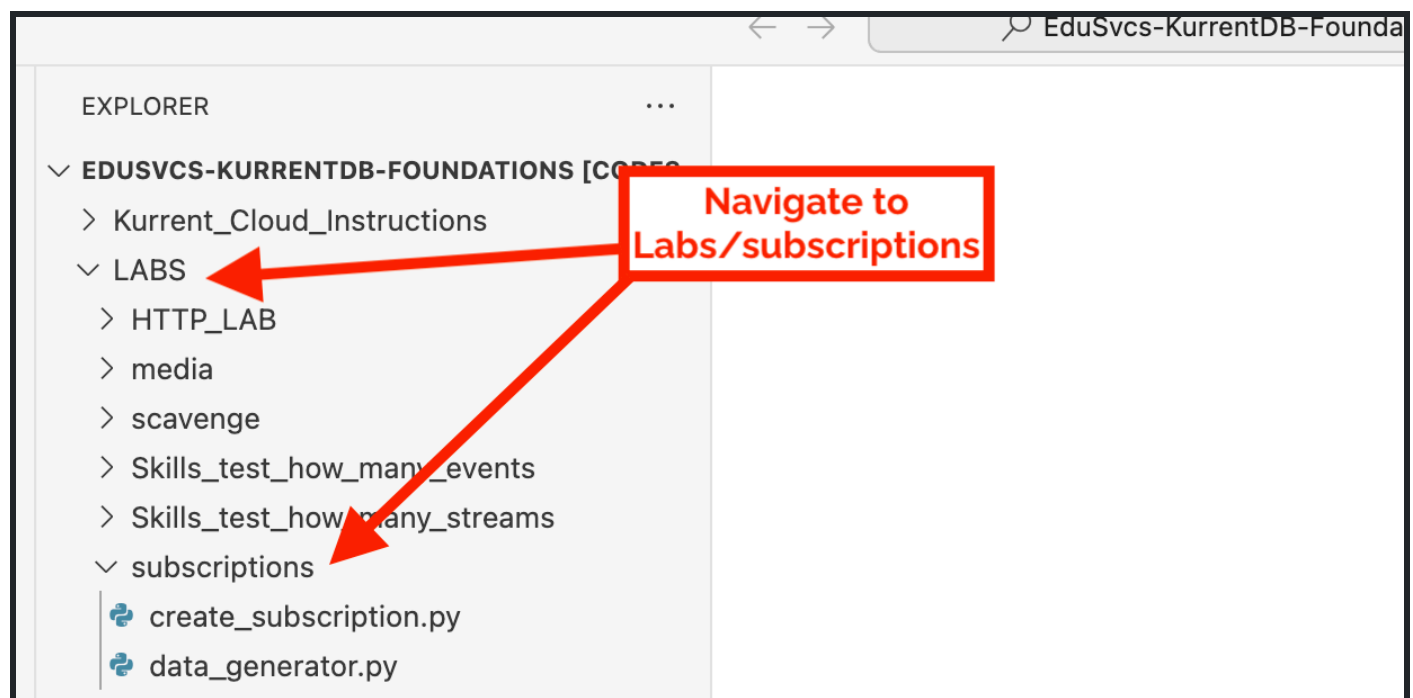 EduSvcs-KurrentDB-Founda
EXPLORER
EDUSVCS-KURRENTDB-FOUNDATIONS [CODES
Navigate to
Labs/subscriptions
Kurrent_Cloud_Instructions
LABS
HTTP_LAB
media
scavenge
Skills_test_how_many_events
Skills_test_how_many_streams
subscriptions
create_subscription.py
data_generator.py